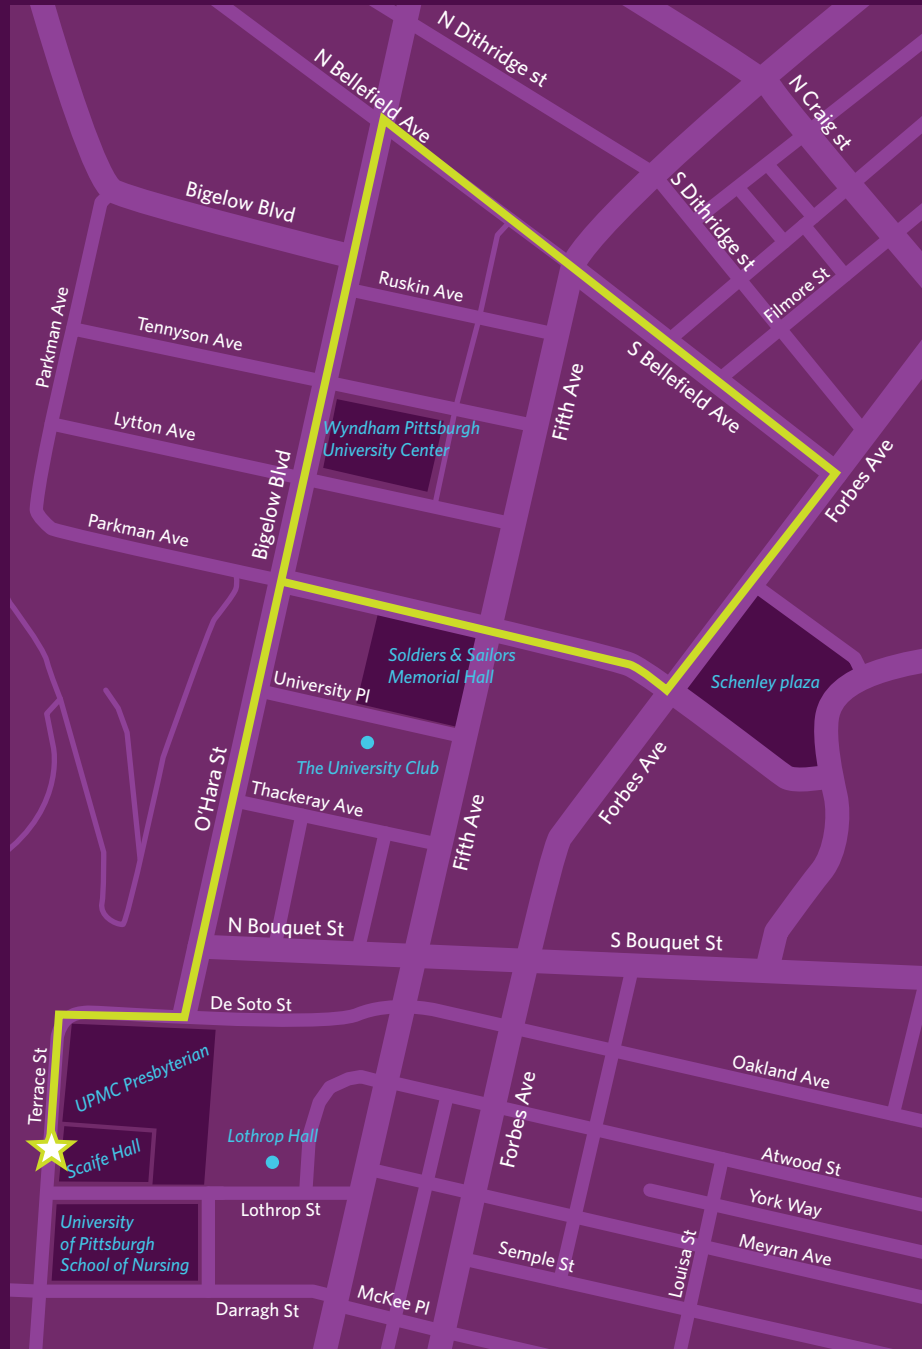 N Dithridge st
N Bellefield Ave
N Craig st
Bigelow Blvd
S Dithridge st
Ruskin Ave
Filmore St
Parkman Ave
Tennyson Ave
S Bellefield Ave
Fifth Ave
Lytton Ave
Wyndham Pittsburgh
University Center
Forbes Ave
Bigelow Blvd
Parkman Ave
Soldiers & Sailors
Memorial Hall
University Pl
Schenley plaza
The University Club
Forbes Ave
O'Hara St
Thackeray Ave
Fifth Ave
N Bouquet St
S Bouquet St
De Soto St
Terrace St
UPMC Presbyterian
Oakland Ave
Forbes Ave
Lothrop Hall
Scaife Hall
Atwood St
York Way
Lothrop St
University
of Pittsburgh
School of Nursing
Meyran Ave
Semple St
Louisa St
Darragh St
McKee Pl